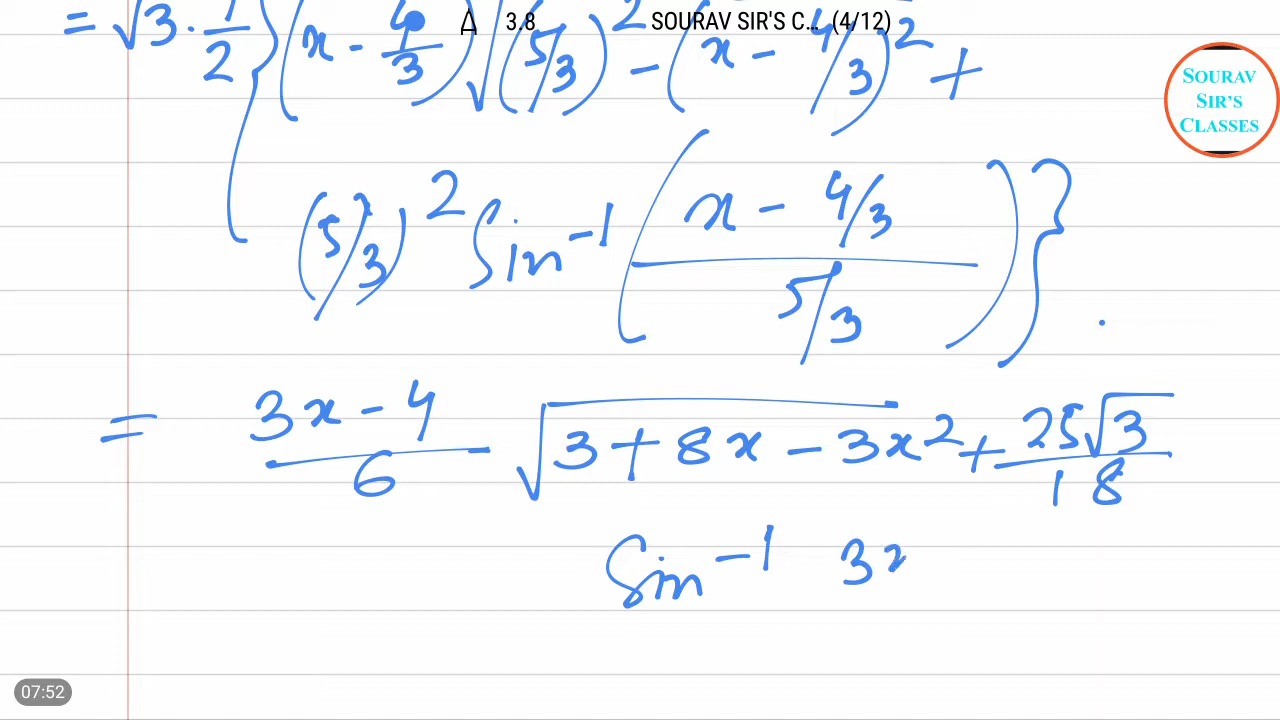 3.8 SOURAV SIR'S C... (4/12)
= √3 · 1/2 { (x - 4/3) √(5/3)² - (x - 4/3)² +
SOURAV
SIR'S
CLASSES
(5/3)² sin⁻¹ ( (x - 4/3) / (5/3) ) } .
= (3x - 4)/6 √3 + 8x - 3x² + 25√3/18
sin⁻¹ 3x
07:52